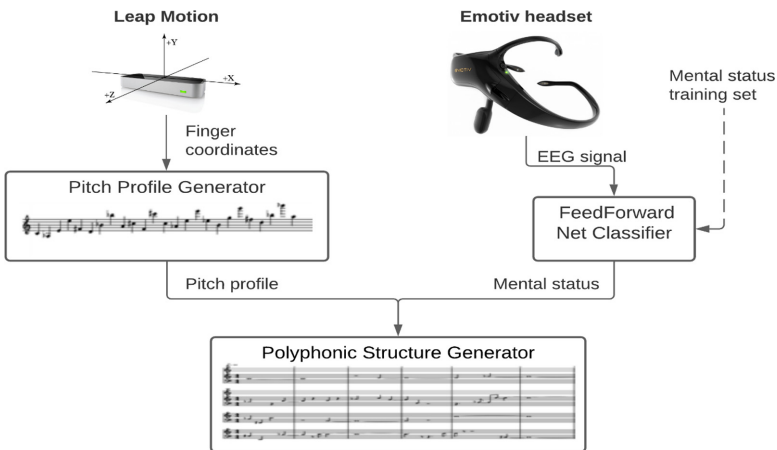 Leap Motion
Emotiv headset
+Y
+X
+Z
Mental status
training set
Finger
coordinates
EEG signal
Pitch Profile Generator
FeedForward
Net Classifier
Pitch profile
Mental status
Polyphonic Structure Generator